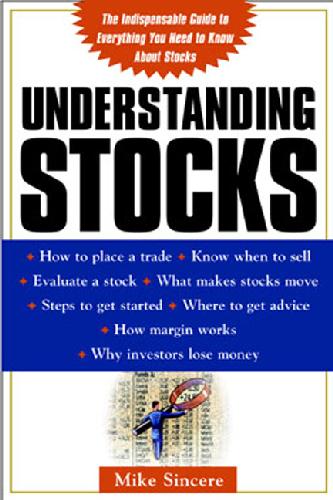 The Indispensable Guide to
Everything You Need to Know
About Stocks
UNDERSTANDING
STOCKS
How to place a trade ✦ Know when to sell
Evaluate a stock ✦ What makes stocks move
Steps to get started ✦ Where to get advice
How margin works
Why investors lose money
Mike Sincere